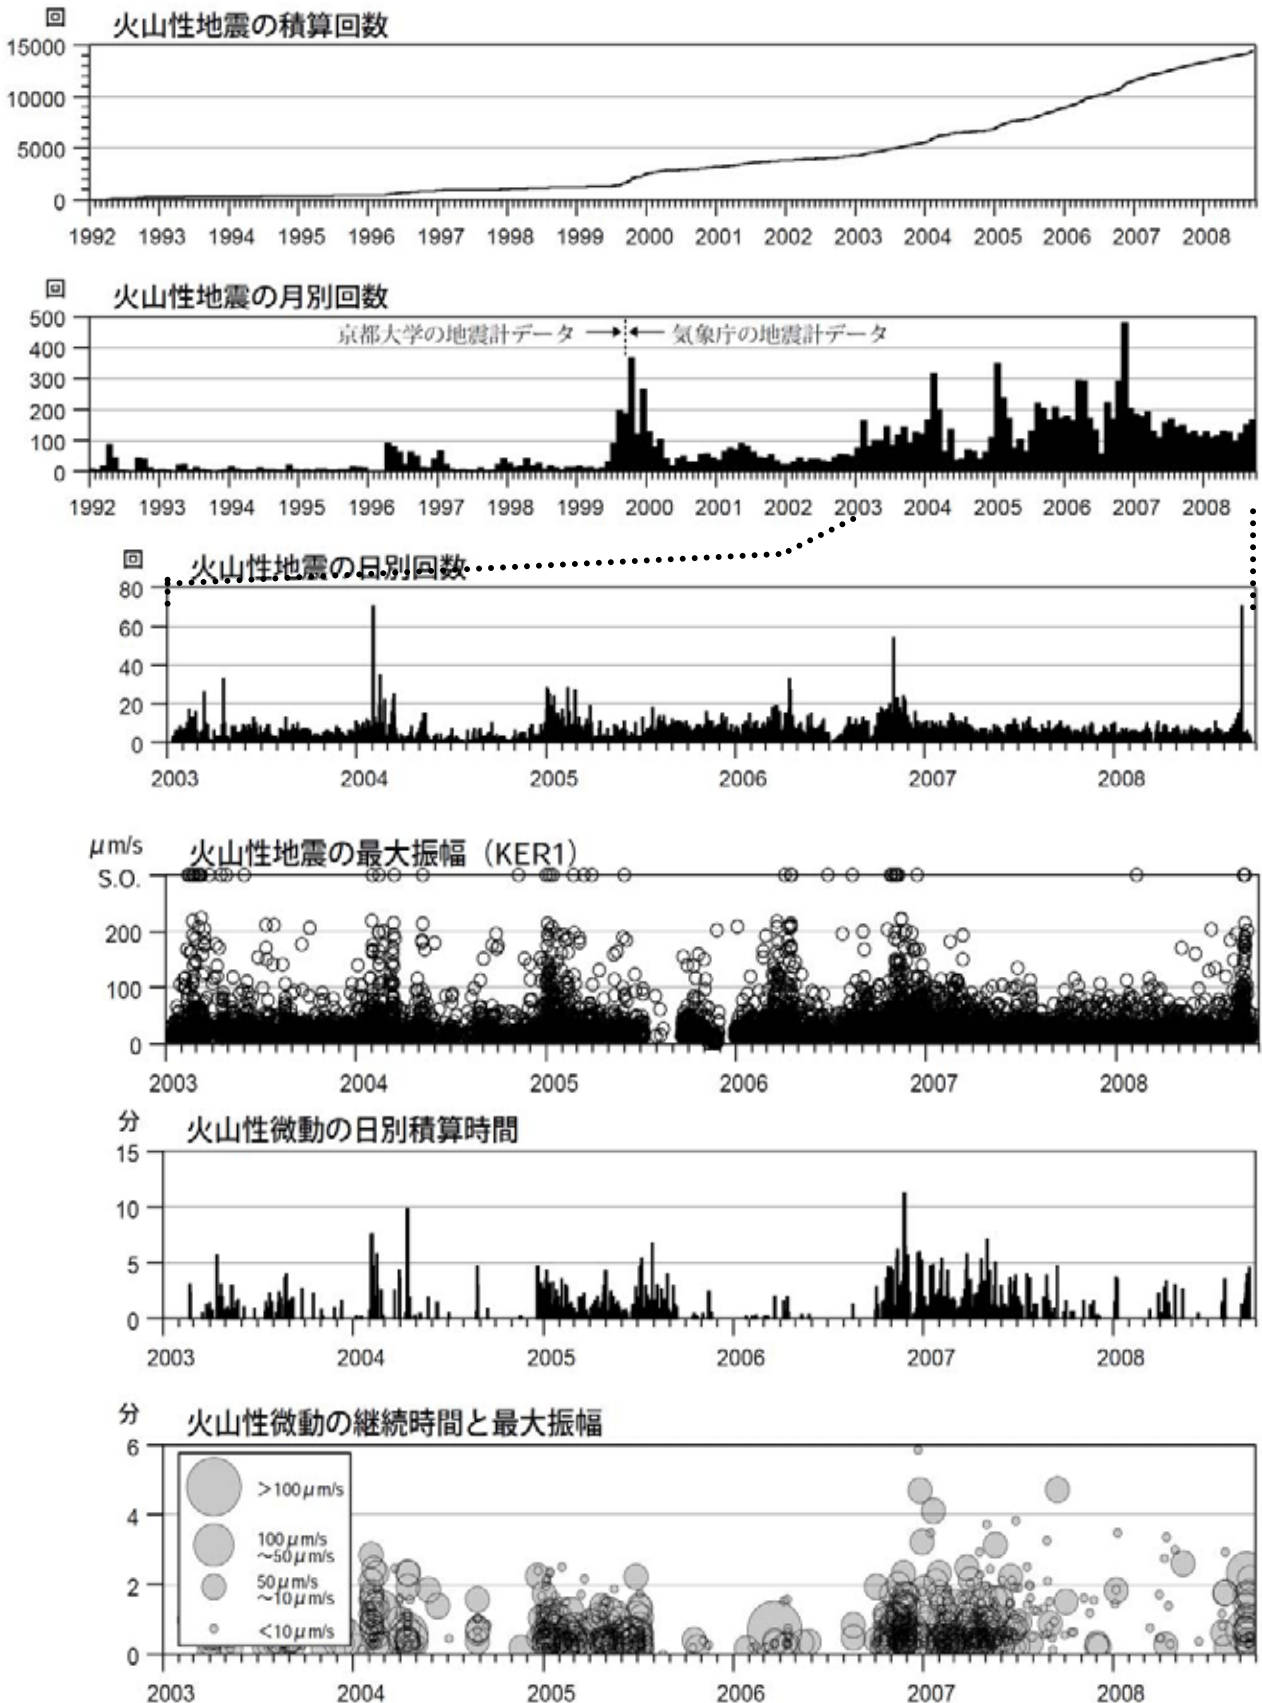 回
火山性地震の積算回数
15000
10000
5000
0
1992 1993 1994 1995 1996 1997 1998 1999 2000 2001 2002 2003 2004 2005 2006 2007 2008
回
火山性地震の月別回数
500
京都大学の地震計データ
気象庁の地震計データ
400
300
200
100
0
1992 1993 1994 1995 1996 1997 1998 1999 2000 2001 2002 2003 2004 2005 2006 2007 2008
回
火山性地震の日別回数
80
60
40
20
0
2003 2004 2005 2006 2007 2008
μm/s
火山性地震の最大振幅（KER1）
S.O.
200
100
0
2003 2004 2005 2006 2007 2008
分
火山性微動の日別積算時間
15
10
5
0
2003 2004 2005 2006 2007 2008
分
火山性微動の継続時間と最大振幅
6
4
2
0
＞100μm/s
100μm/s
～50μm/s
50μm/s
～10μm/s
＜10μm/s
2003 2004 2005 2006 2007 2008